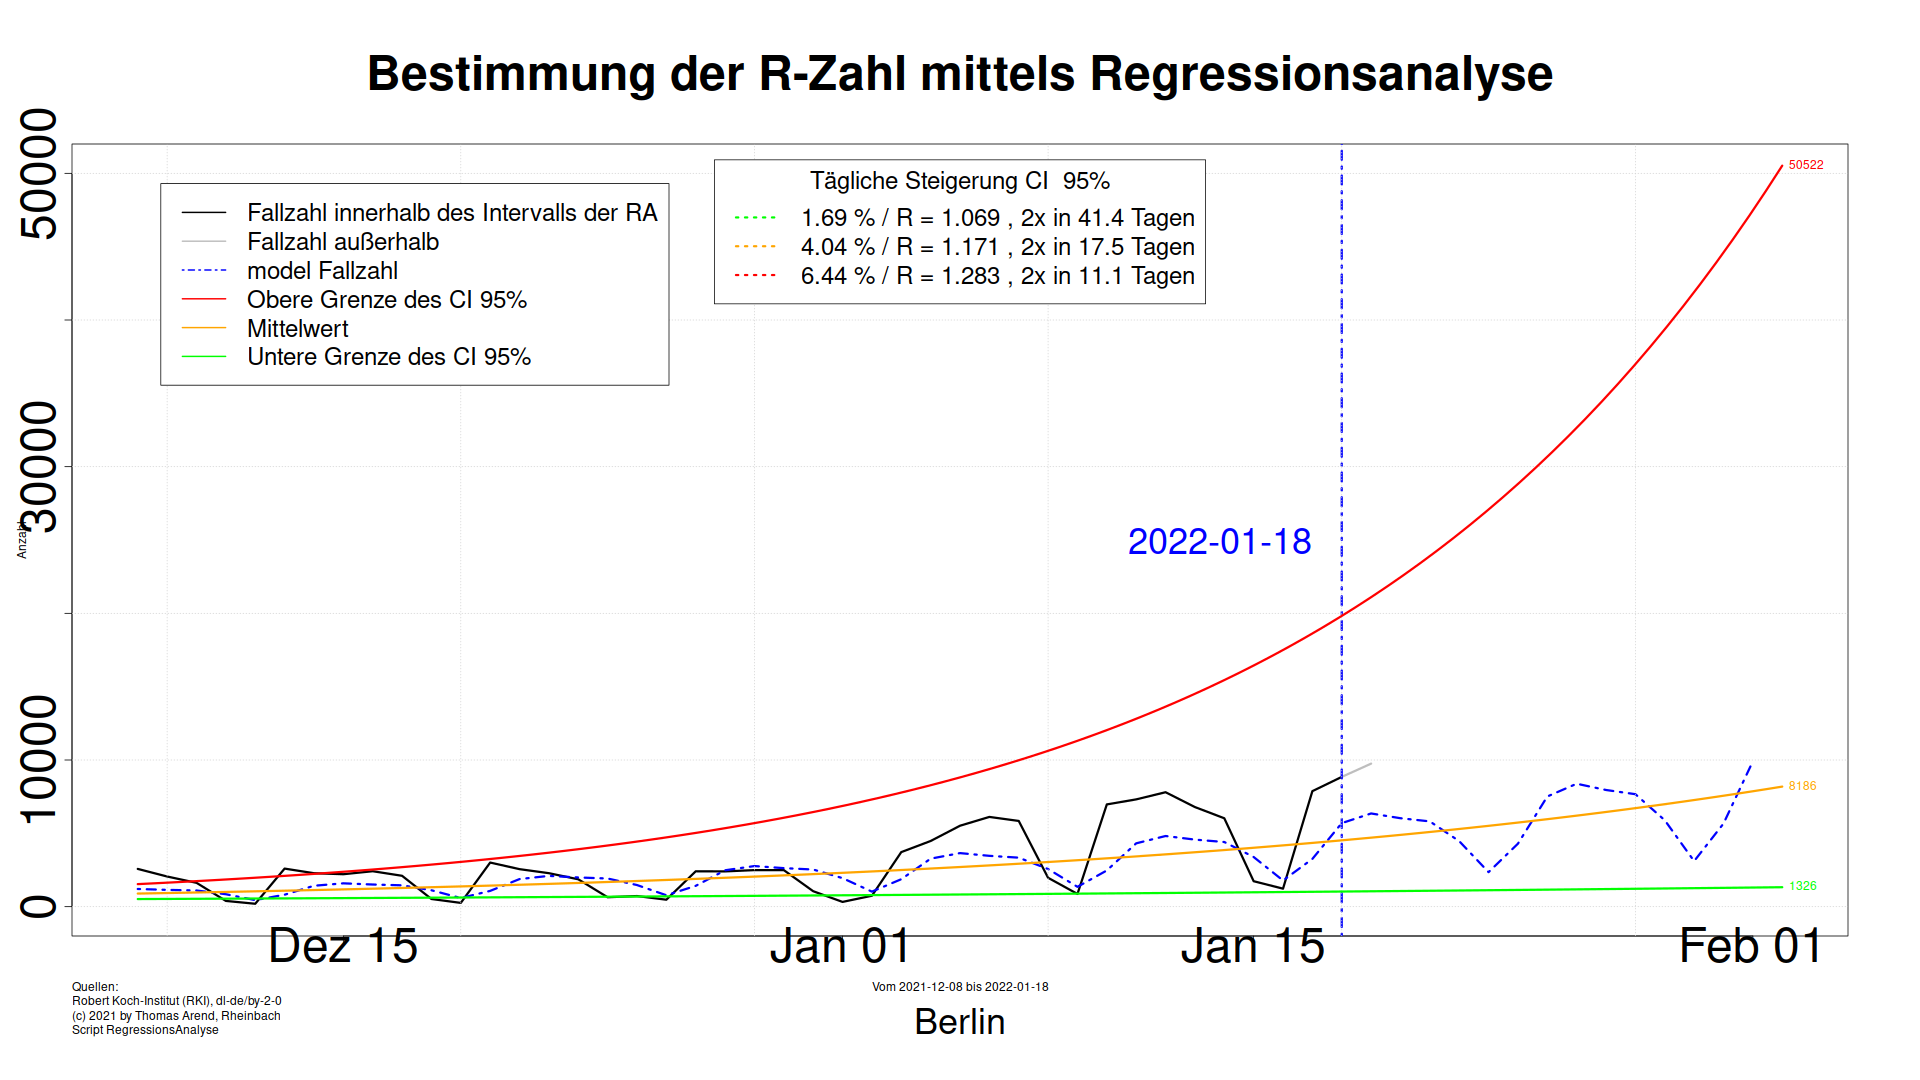 Bestimmung der R-Zahl mittels Regressionsanalyse
50000
30000
10000
0
Anzahl
Fallzahl innerhalb des Intervalls der RA
Fallzahl außerhalb
model Fallzahl
Obere Grenze des CI 95%
Mittelwert
Untere Grenze des CI 95%
Tägliche Steigerung CI  95%
1.69 % / R = 1.069 , 2x in 41.4 Tagen
4.04 % / R = 1.171 , 2x in 17.5 Tagen
6.44 % / R = 1.283 , 2x in 11.1 Tagen
50522
2022-01-18
8186
1326
Dez 15
Jan 01
Jan 15
Feb 01
Quellen:
Robert Koch-Institut (RKI), dl-de/by-2-0
(c) 2021 by Thomas Arend, Rheinbach
Script RegressionsAnalyse
Vom 2021-12-08 bis 2022-01-18
Berlin